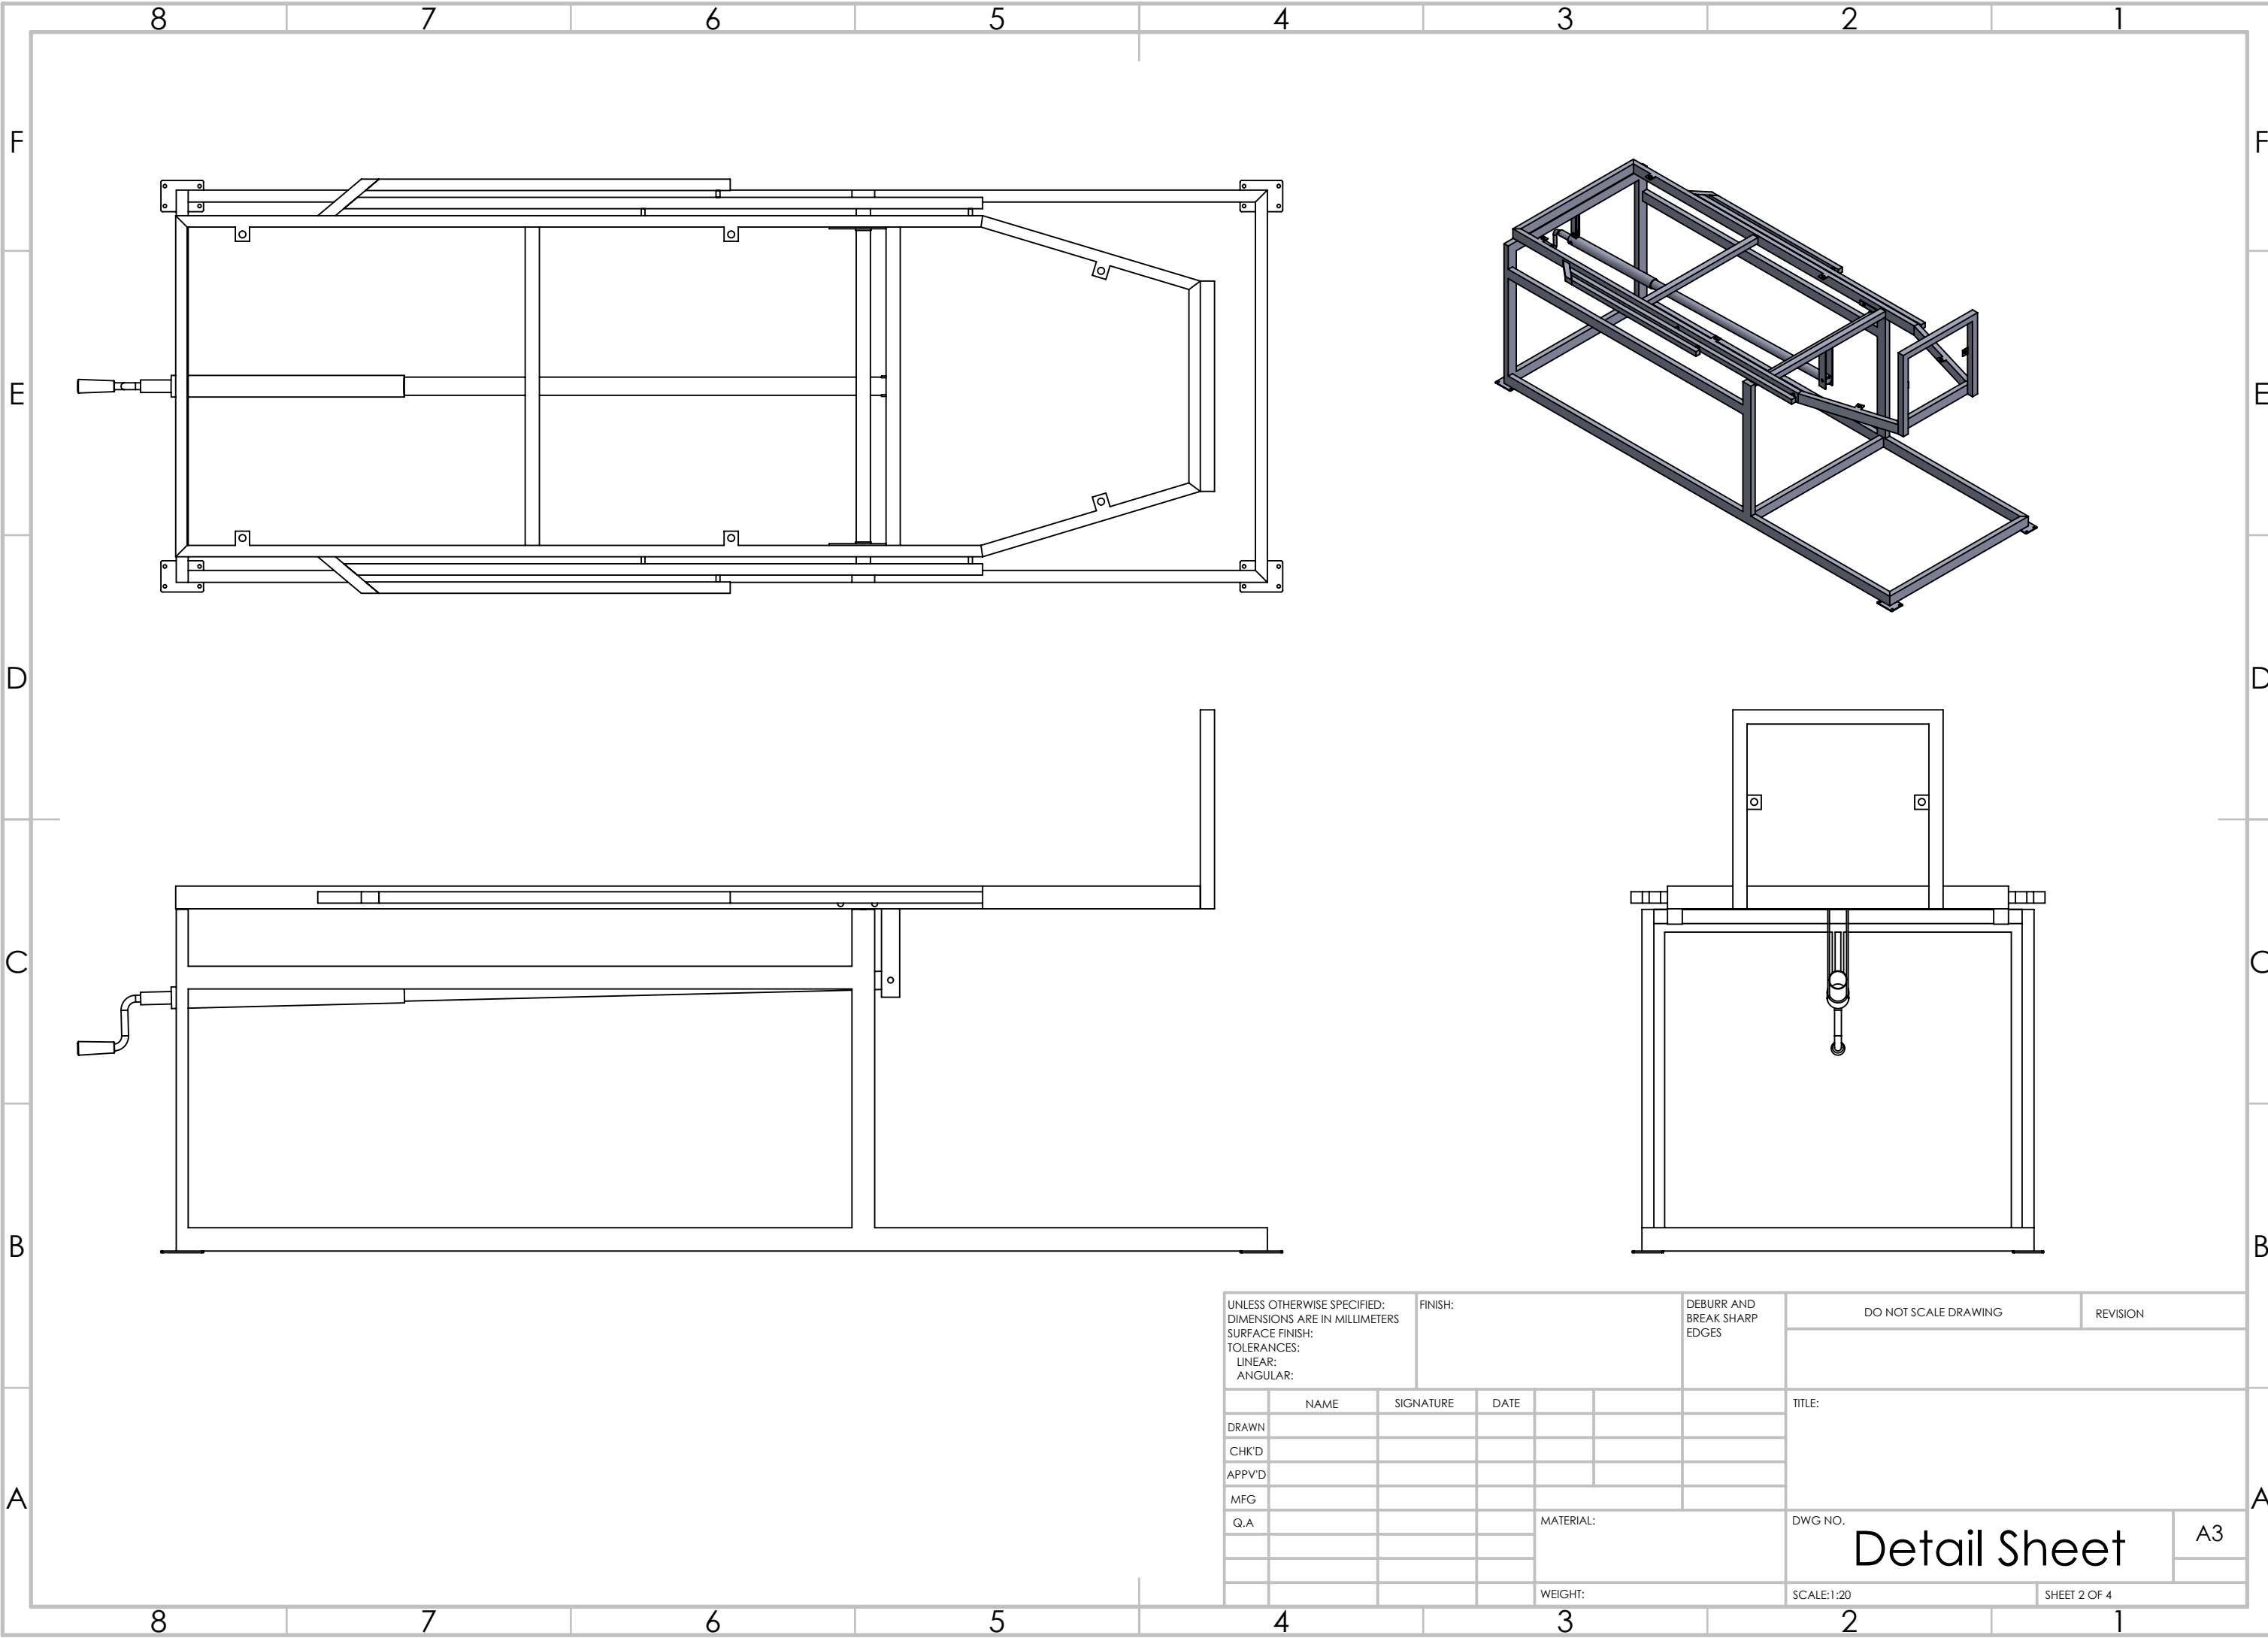 8 7 6 5 4 3 2 1
F F
E E
D D
C C
B B
A A
UNLESS OTHERWISE SPECIFIED:
DIMENSIONS ARE IN MILLIMETERS
SURFACE FINISH:
TOLERANCES:
LINEAR:
ANGULAR:
FINISH:
DEBURR AND
BREAK SHARP
EDGES
DO NOT SCALE DRAWING
REVISION
NAME SIGNATURE DATE
TITLE:
DRAWN
CHK'D
APPV'D
MFG
Q.A
MATERIAL:
DWG NO.
Detail Sheet
A3
WEIGHT:
SCALE:1:20
SHEET 2 OF 4
8 7 6 5 4 3 2 1